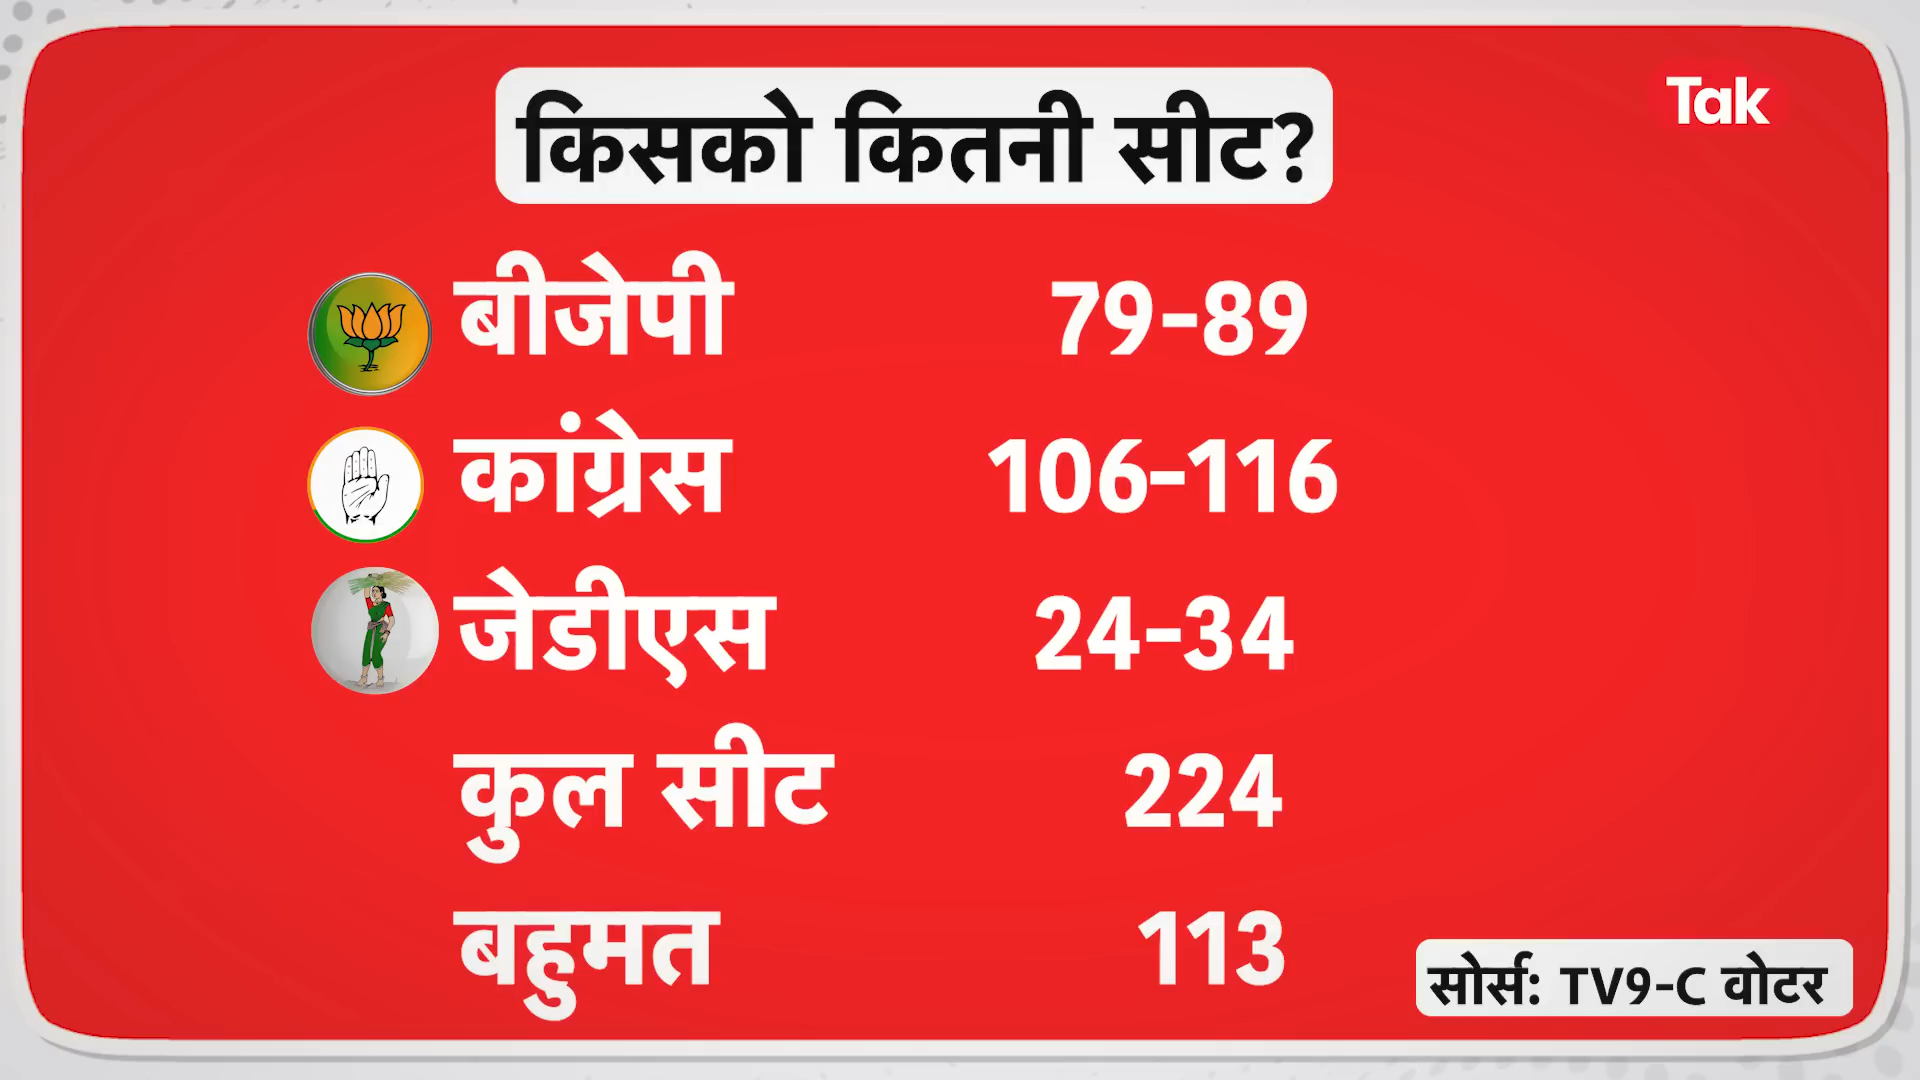 Tak
किसको कितनी सीट?
बीजेपी 79-89
कांग्रेस 106-116
जेडीएस 24-34
कुल सीट 224
बहुमत 113
सोर्स: TV9-C वोटर